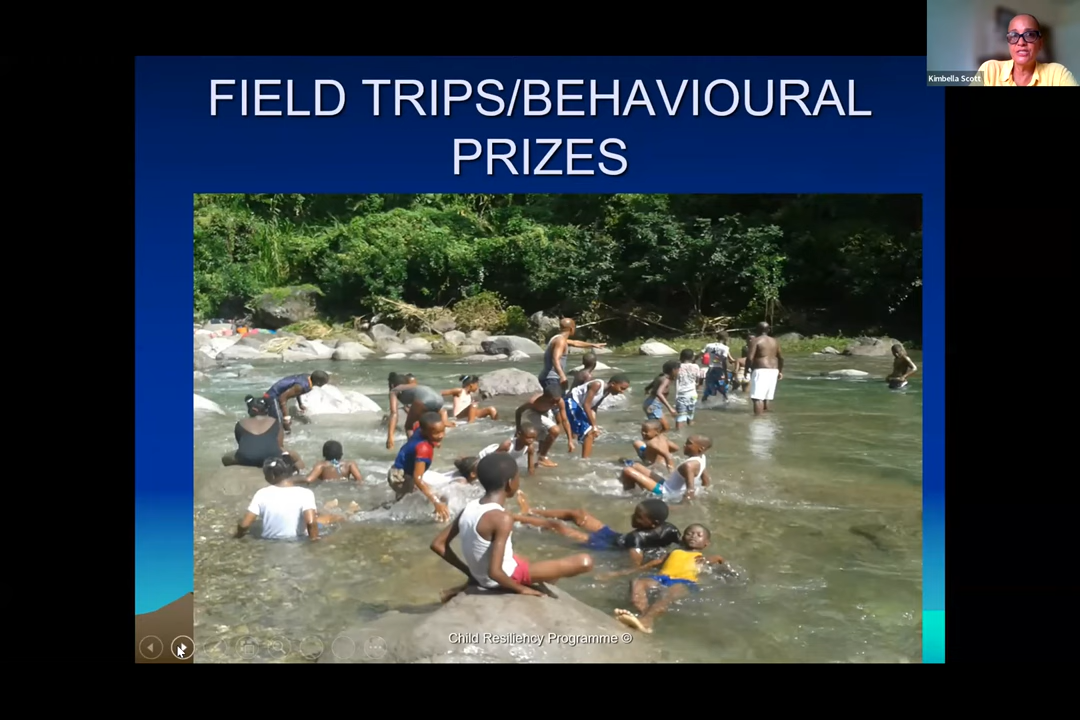 FIELD TRIPS/BEHAVIOURAL
PRIZES
Kimbella Scott
Child Resiliency Programme ©